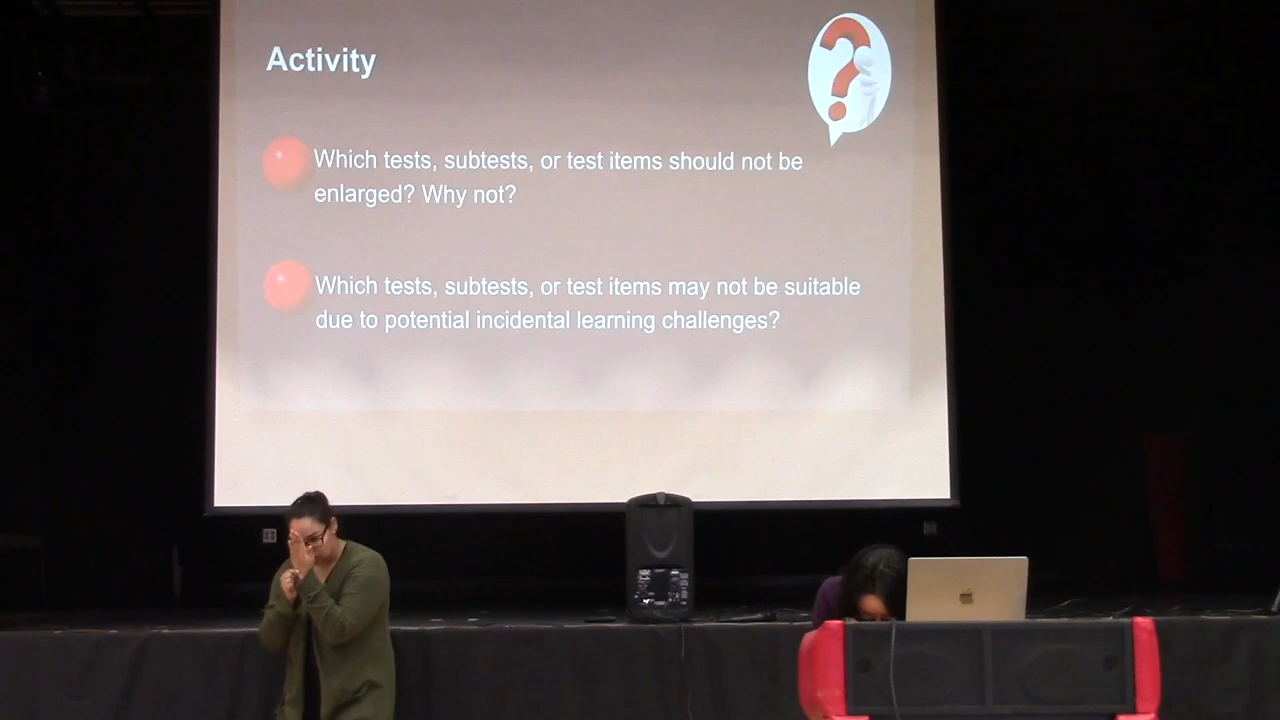 Activity
Which tests, subtests, or test items should not be
enlarged? Why not?
Which tests, subtests, or test items may not be suitable
due to potential incidental learning challenges?